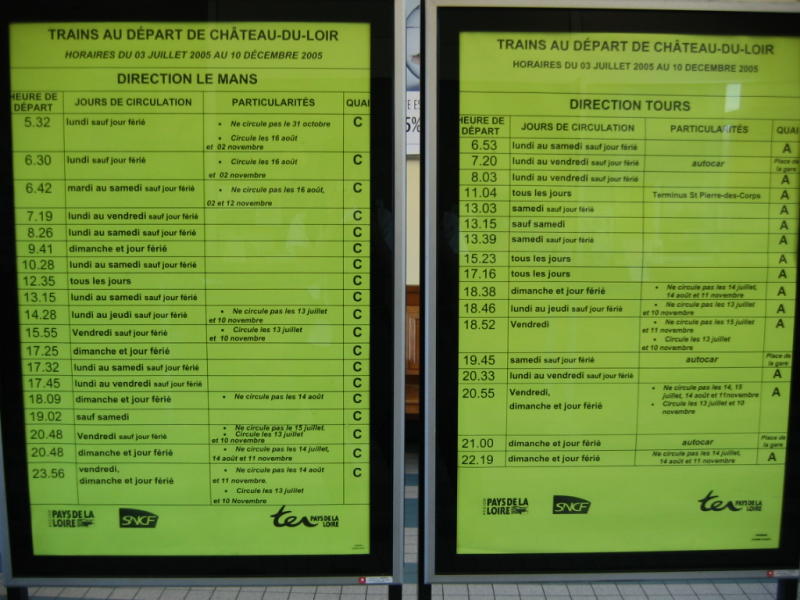 TRAINS AU DÉPART DE CHÂTEAU-DU-LOIR
HORAIRES DU 03 JUILLET 2005 AU 10 DÉCEMBRE 2005
DIRECTION LE MANS
HEURE DE DÉPART JOURS DE CIRCULATION PARTICULARITÉS QUAI
5.32 lundi sauf jour férié • Ne circule pas le 31 octobre C
• Circule les 16 août
et 02 novembre
6.30 lundi sauf jour férié • Circule les 16 août C
et 02 novembre
6.42 mardi au samedi sauf jour férié • Ne circule pas les 16 août, C
02 et 12 novembre
7.19 lundi au vendredi sauf jour férié C
8.26 lundi au samedi sauf jour férié C
9.41 dimanche et jour férié C
10.28 lundi au samedi sauf jour férié C
12.35 tous les jours C
13.15 lundi au samedi sauf jour férié C
14.28 lundi au jeudi sauf jour férié • Ne circule pas les 13 juillet C
et 10 novembre
15.55 Vendredi sauf jour férié • Circule les 13 juillet C
et 10 novembre
17.25 dimanche et jour férié C
17.32 lundi au samedi sauf jour férié C
17.45 lundi au vendredi sauf jour férié C
18.09 dimanche et jour férié • Ne circule pas les 14 août C
19.02 sauf samedi C
20.48 Vendredi sauf jour férié • Ne circule pas le 15 juillet. C
• Circule les 13 juillet
et 10 novembre
20.48 dimanche et jour férié • Ne circule pas les 14 juillet, C
14 août et 11 novembre
23.56 vendredi, • Ne circule pas les 14 août C
dimanche et jour férié et 11 novembre.
• Circule les 13 juillet
et 10 Novembre
PAYS DE LA LOIRE SNCF ter PAYS DE LA LOIRE
TRAINS AU DÉPART DE CHÂTEAU-DU-LOIR
HORAIRES DU 03 JUILLET 2005 AU 10 DECEMBRE 2005
DIRECTION TOURS
HEURE DE DÉPART JOURS DE CIRCULATION PARTICULARITÉS QUAI
6.53 lundi au samedi sauf jour férié A
7.20 lundi au vendredi sauf jour férié autocar Place de la gare
8.03 lundi au vendredi sauf jour férié A
11.04 tous les jours Terminus St Pierre-des-Corps A
13.03 samedi sauf jour férié A
13.15 sauf samedi A
13.39 samedi sauf jour férié A
15.23 tous les jours A
17.16 tous les jours A
18.38 dimanche et jour férié • Ne circule pas les 14 juillet, A
14 août et 11 novembre
18.46 lundi au jeudi sauf jour férié • Ne circule pas les 13 juillet A
et 10 novembre
18.52 Vendredi • Ne circule pas les 15 juillet A
et 11 novembre
• Circule les 13 juillet
et 10 novembre
19.45 samedi sauf jour férié autocar Place de la gare
20.33 lundi au vendredi sauf jour férié A
20.55 Vendredi, • Ne circule pas les 14, 15 A
dimanche et jour férié juillet, 14 août et 11novembre
• Circule les 13 juillet et 10
novembre
21.00 dimanche et jour férié autocar Place de la gare
22.19 dimanche et jour férié Ne circule pas les 14 juillet, A
14 août et 11 novembre
PAYS DE LA LOIRE SNCF ter PAYS DE LA LOIRE